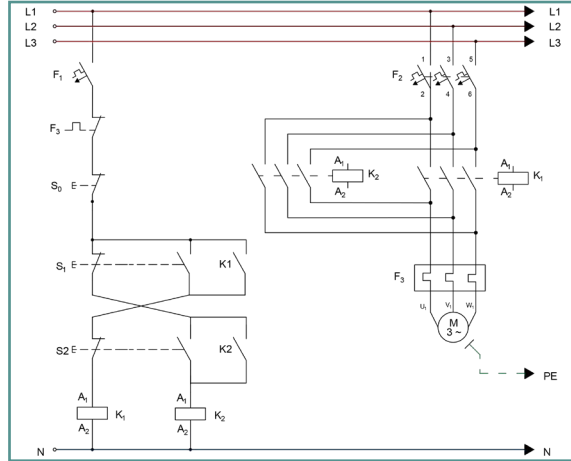 L1 L1
L2 L2
L3 L3
1 3 5
F1 F2
2 4 6
F3
A1 K2 A1 K1
A2 A2
S0 E
S1 E K1
F3
U1 V1 W1
M
3 ~
S2 E K2
PE
A1 K1 A1 K2
A2 A2
N N